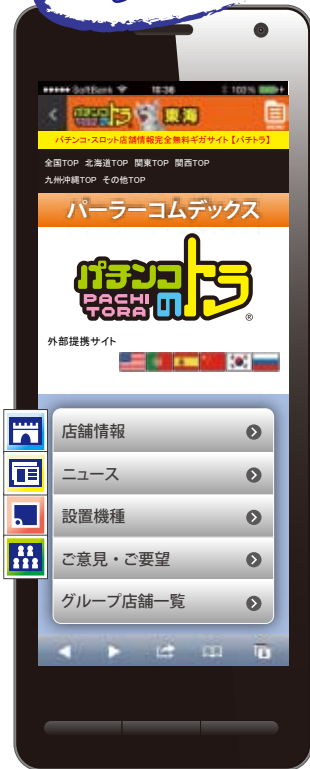 SoftBank 18:36 100%
パチンコのトラ 東海
MENU
パチンコ・スロット店舗情報完全無料ギガサイト【パチトラ】
全国TOP 北海道TOP 関東TOP 関西TOP
九州沖縄TOP その他TOP
パーラーコムデックス
パチンコのトラ
PACHI
TORA
®
外部提携サイト
店舗情報
ニュース
設置機種
ご意見・ご要望
グループ店舗一覧